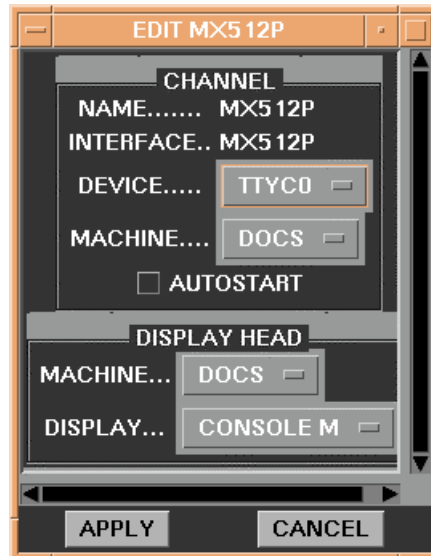 EDIT MX512P
CHANNEL
NAME....... MX512P
INTERFACE.. MX512P
DEVICE..... TTYC0
MACHINE.... DOCS
AUTOSTART
DISPLAY HEAD
MACHINE... DOCS
DISPLAY... CONSOLE M
APPLY CANCEL